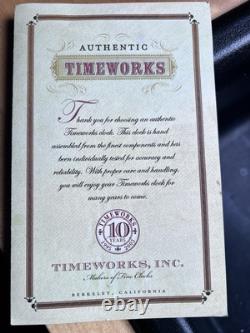 AUTHENTIC
TIMEWORKS
Thank you for choosing an authentic
Timeworks clock. This clock is hand
assembled from the finest components and has
been individually tested for accuracy and
reliability. With proper care and handling,
you will enjoy your Timeworks clock for
many years to come.
TIMEWORKS
10
YEARS
TIMEWORKS, INC.
Makers of Fine Clocks
BERKELEY, CALIFORNIA